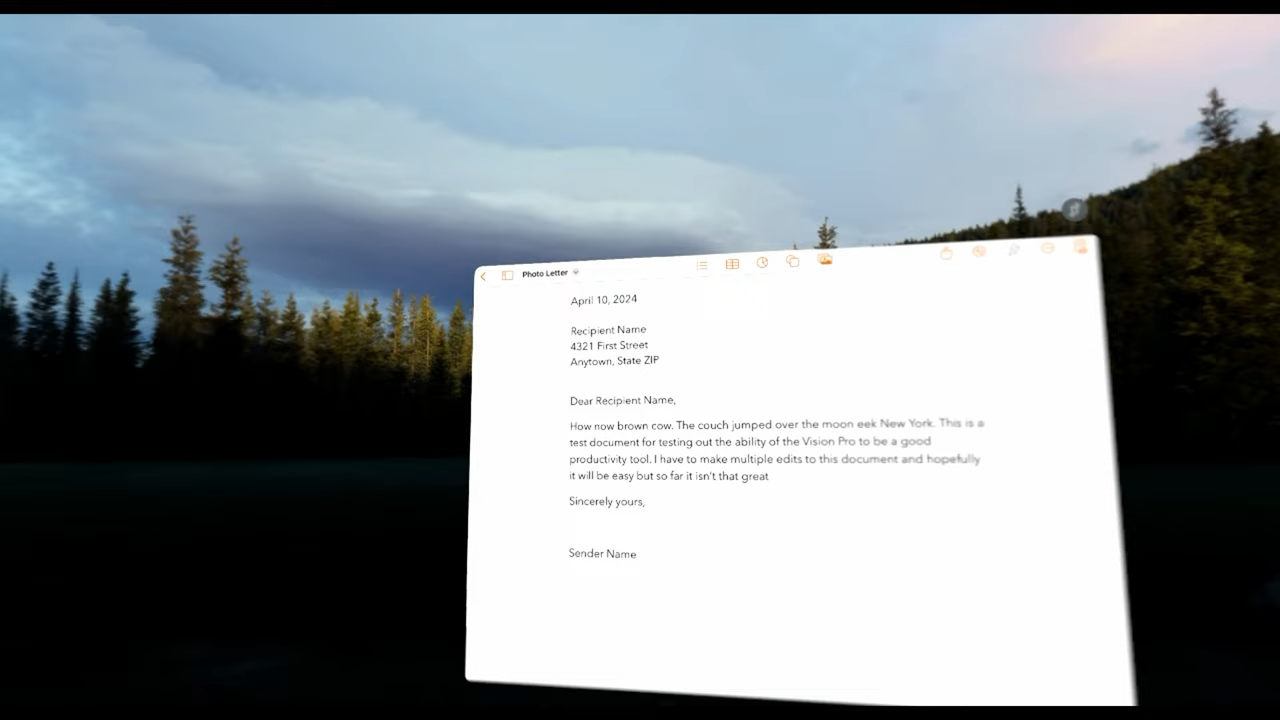 Photo Letter
April 10, 2024
Recipient Name
4321 First Street
Anytown, State ZIP
Dear Recipient Name,
How now brown cow. The couch jumped over the moon eek New York. This is a
test document for testing out the ability of the Vision Pro to be a good
productivity tool. I have to make multiple edits to this document and hopefully
it will be easy but so far it isn't that great
Sincerely yours,
Sender Name